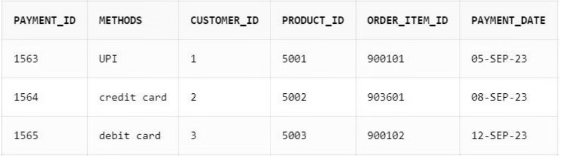 PAYMENT_ID METHODS CUSTOMER_ID PRODUCT_ID ORDER_ITEM_ID PAYMENT_DATE
1563 UPI 1 5001 900101 05-SEP-23
1564 credit card 2 5002 903601 08-SEP-23
1565 debit card 3 5003 900102 12-SEP-23